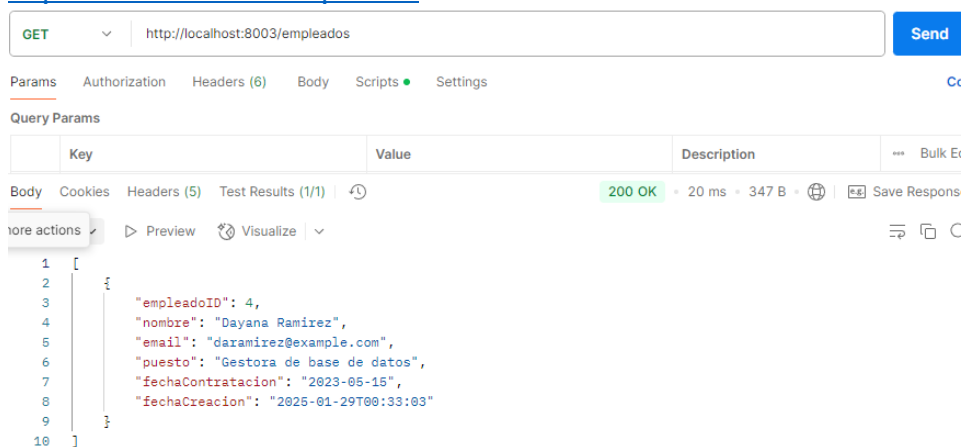 GET http://localhost:8003/empleados Send
Params Authorization Headers (6) Body Scripts Settings
Query Params
Key Value Description Bulk
Body Cookies Headers (5) Test Results (1/1) 200 OK 20 ms 347 B e.g. Save Respons
more actions Preview Visualize
1 [
2 {
3 "empleadoID": 4,
4 "nombre": "Dayana Ramirez",
5 "email": "daramirez@example.com",
6 "puesto": "Gestora de base de datos",
7 "fechaContratacion": "2023-05-15",
8 "fechaCreacion": "2025-01-29T00:33:03"
9 }
10 ]